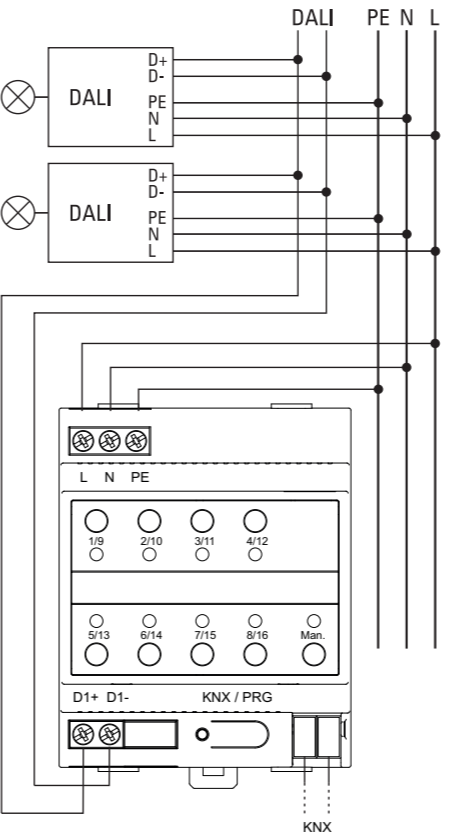 DALI PE N L
D+
D-
DALI
PE
N
L
D+
D-
DALI
PE
N
L
L N PE
1/9 2/10 3/11 4/12
5/13 6/14 7/15 8/16 Man.
D1+ D1- KNX / PRG
KNX